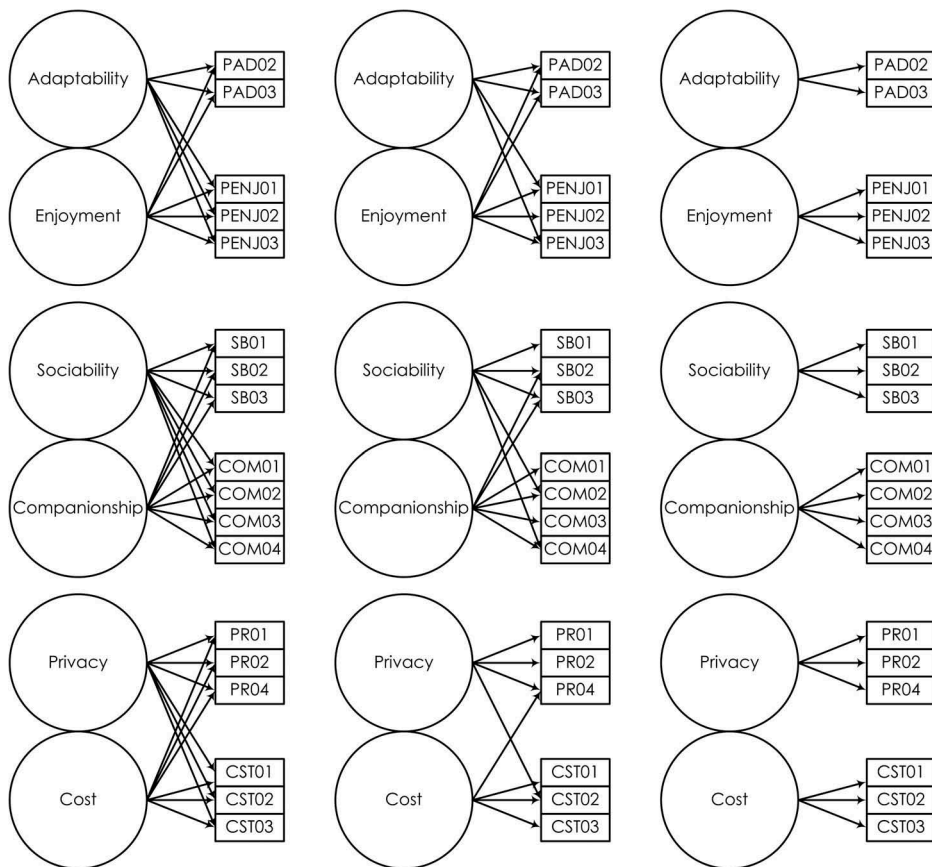 Adaptability
PAD02
PAD03
Enjoyment
PENJ01
PENJ02
PENJ03
Adaptability
PAD02
PAD03
Enjoyment
PENJ01
PENJ02
PENJ03
Adaptability
PAD02
PAD03
Enjoyment
PENJ01
PENJ02
PENJ03
Sociability
SB01
SB02
SB03
Companionship
COM01
COM02
COM03
COM04
Sociability
SB01
SB02
SB03
Companionship
COM01
COM02
COM03
COM04
Sociability
SB01
SB02
SB03
Companionship
COM01
COM02
COM03
COM04
Privacy
PR01
PR02
PR04
Cost
CST01
CST02
CST03
Privacy
PR01
PR02
PR04
Cost
CST01
CST02
CST03
Privacy
PR01
PR02
PR04
Cost
CST01
CST02
CST03